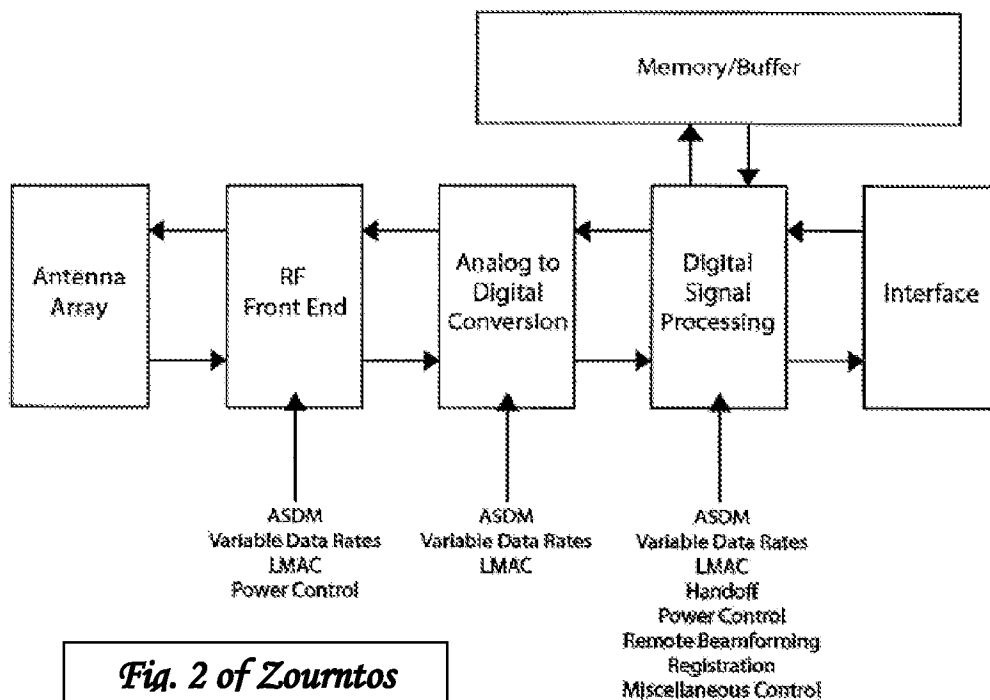 Memory/Buffer
Antenna
Array
RF
Front End
Analog to
Digital
Conversion
Digital
Signal
Processing
Interface
ASDM
Variable Data Rates
LMAC
Power Control
ASDM
Variable Data Rates
LMAC
ASDM
Variable Data Rates
LMAC
Handoff
Power Control
Remote Beamforming
Registration
Miscellaneous Control
Fig. 2 of Zourntos